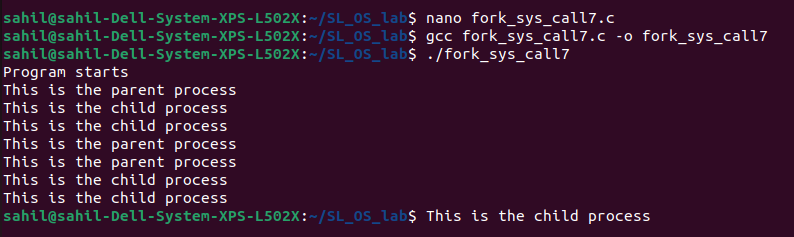 sahil@sahil-Dell-System-XPS-L502X:~/SL_OS_lab$ nano fork_sys_call7.c
sahil@sahil-Dell-System-XPS-L502X:~/SL_OS_lab$ gcc fork_sys_call7.c -o fork_sys_call7
sahil@sahil-Dell-System-XPS-L502X:~/SL_OS_lab$ ./fork_sys_call7
Program starts
This is the parent process
This is the child process
This is the child process
This is the parent process
This is the parent process
This is the child process
This is the child process
sahil@sahil-Dell-System-XPS-L502X:~/SL_OS_lab$ This is the child process